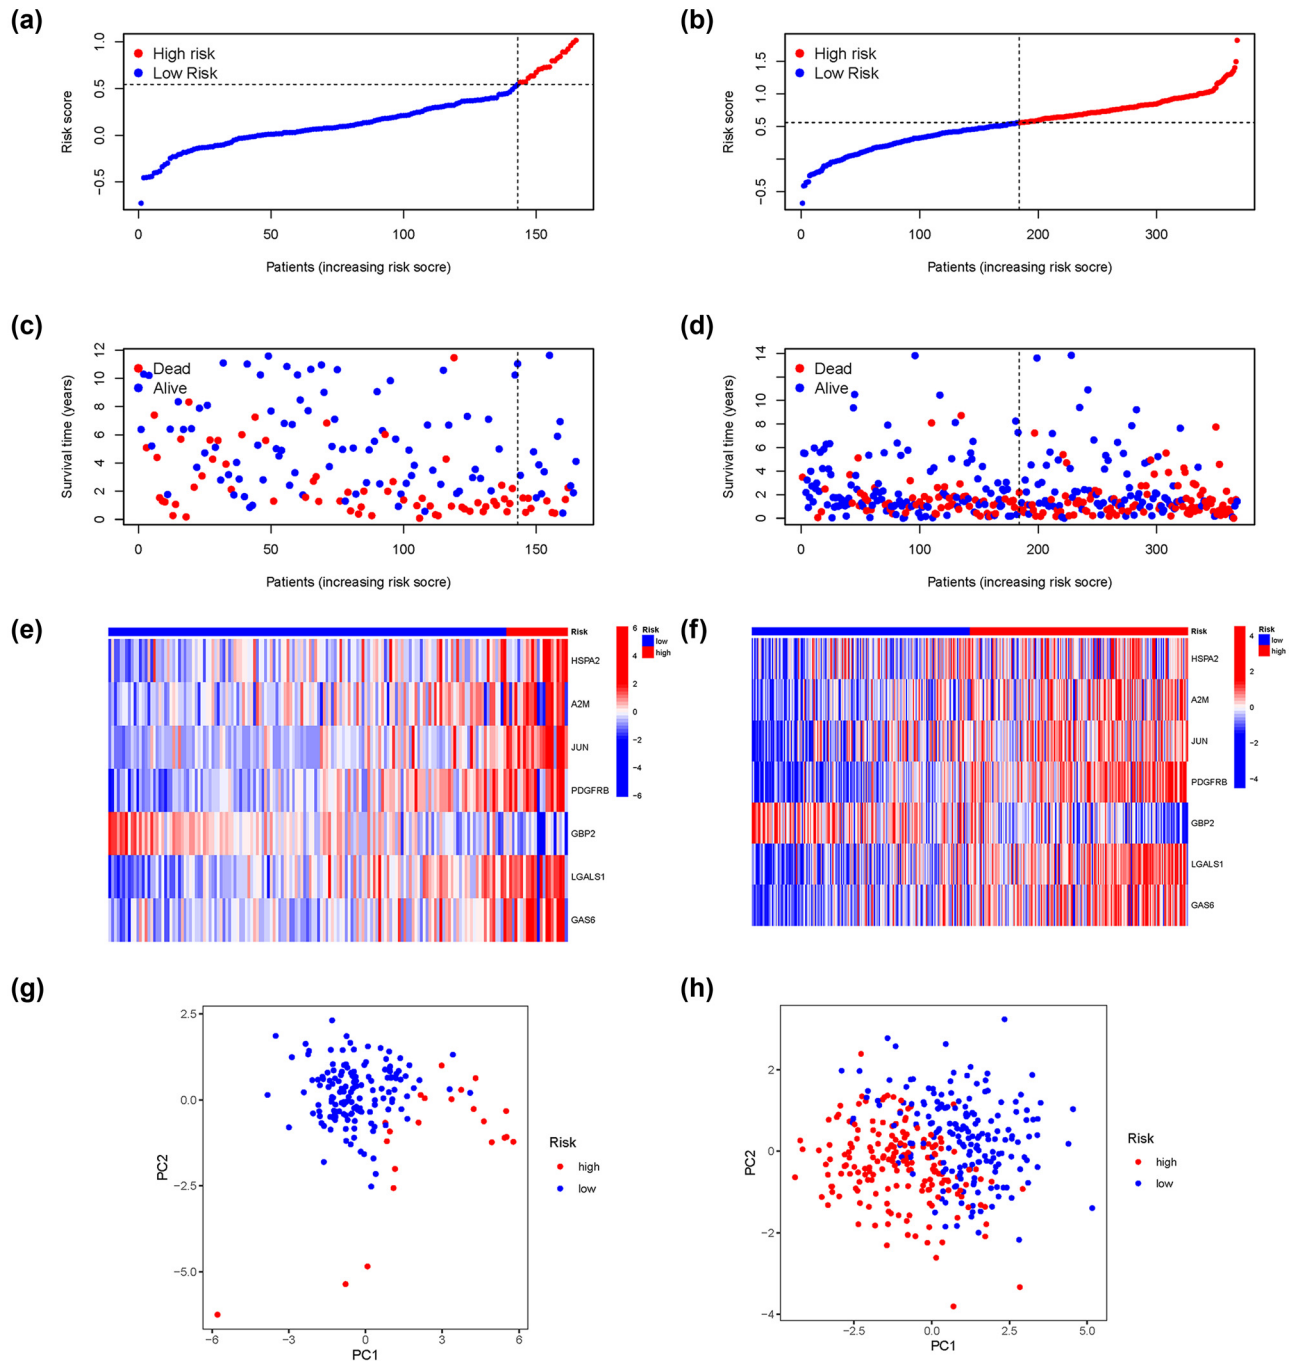 (a)
High risk
Low Risk
Risk score
1.0
0.5
0.0
−0.5
0 50 100 150
Patients (increasing risk socre)
(b)
High risk
Low Risk
Risk score
1.5
1.0
0.5
−0.5
0 100 200 300
Patients (increasing risk socre)
(c)
Dead
Alive
Survival time (years)
12
10
8
6
4
2
0
0 50 100 150
Patients (increasing risk socre)
(d)
Dead
Alive
Survival time (years)
14
10
8
6
4
2
0
0 100 200 300
Patients (increasing risk socre)
(e)
Risk
HSPA2
A2M
JUN
PDGFRB
GBP2
LGALS1
GAS6
6
4
2
0
−2
−4
−6
Risk
low
high
(f)
Risk
HSPA2
A2M
JUN
PDGFRB
GBP2
LGALS1
GAS6
4
2
0
−2
−4
Risk
low
high
(g)
PC2
2.5
0.0
−2.5
−5.0
−6 −3 0 3 6
PC1
Risk
high
low
(h)
PC2
2
0
−2
−4
−2.5 0.0 2.5 5.0
PC1
Risk
high
low